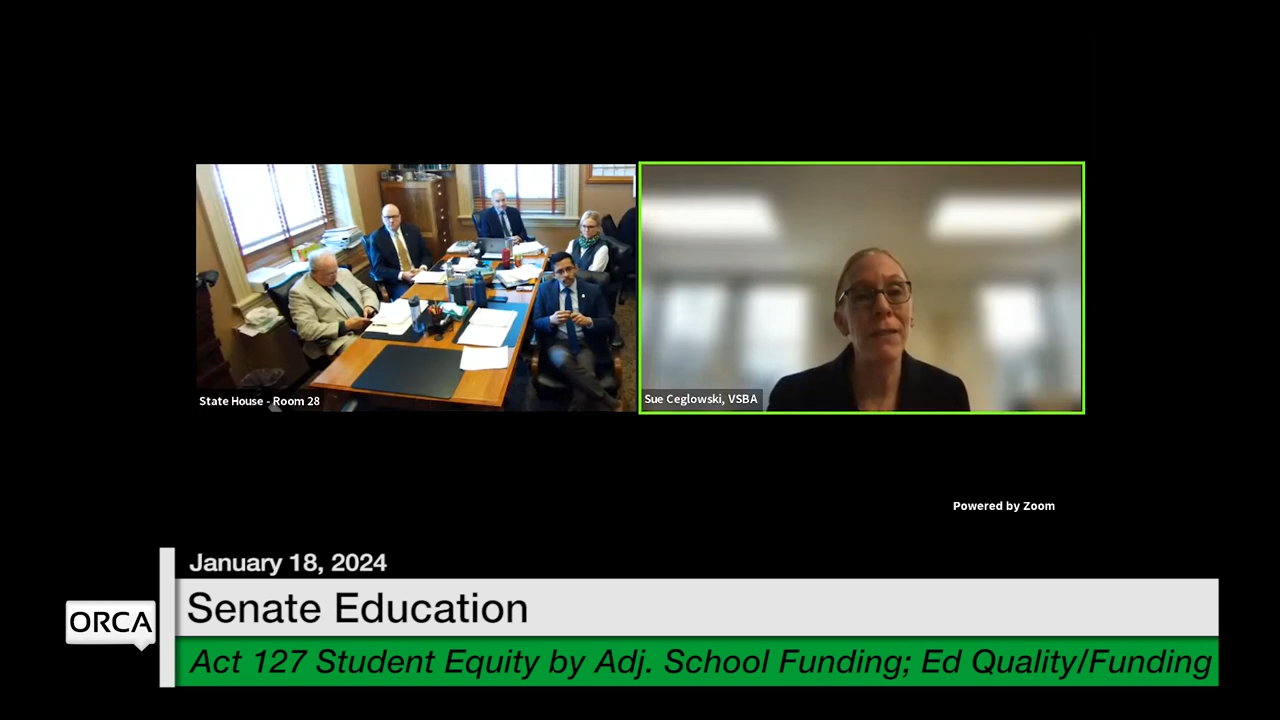 State House - Room 28
Sue Ceglowski, VSBA
Powered by Zoom
January 18, 2024
Senate Education
ORCA
Act 127 Student Equity by Adj. School Funding; Ed Quality/Funding